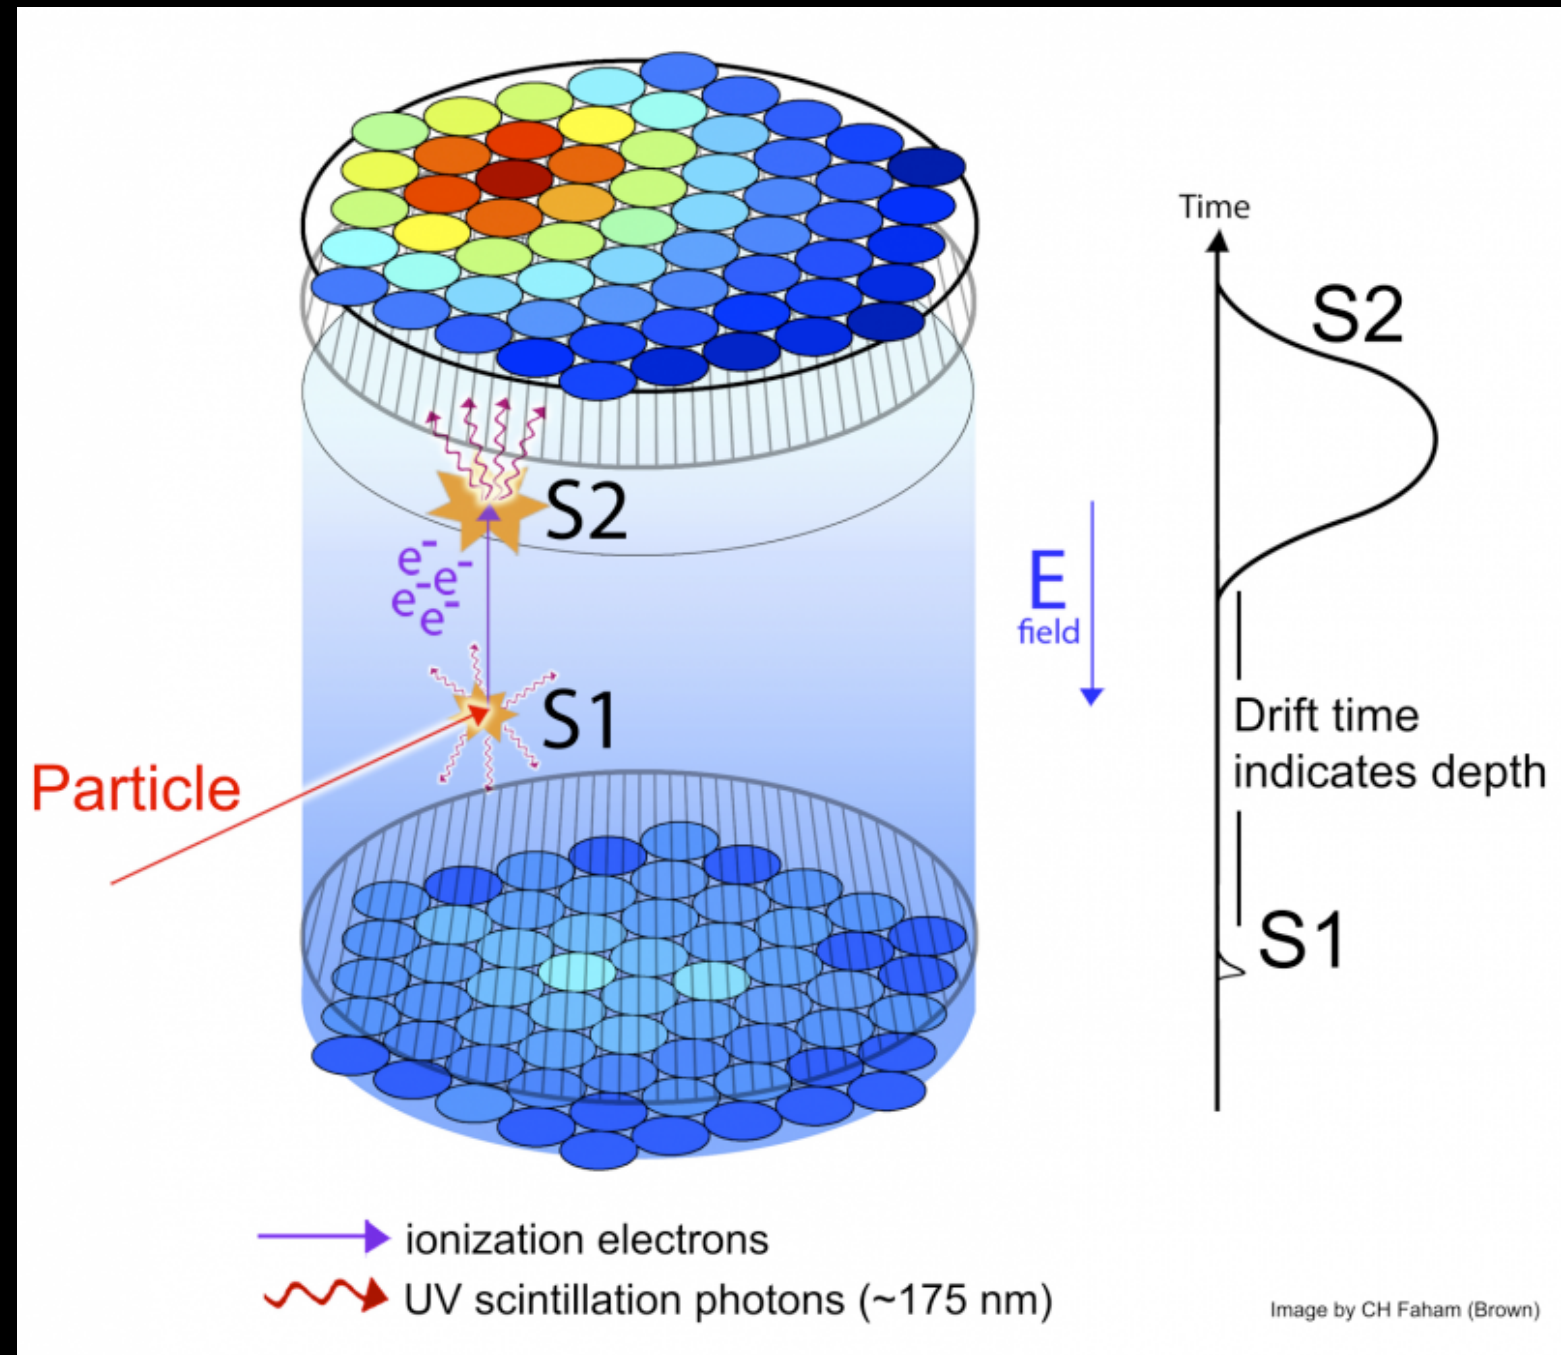 Time
S2
S2
e-
e-
e-
e-
E
field
S1
Drift time
indicates depth
Particle
S1
ionization electrons
UV scintillation photons (~175 nm)
Image by CH Faham (Brown)